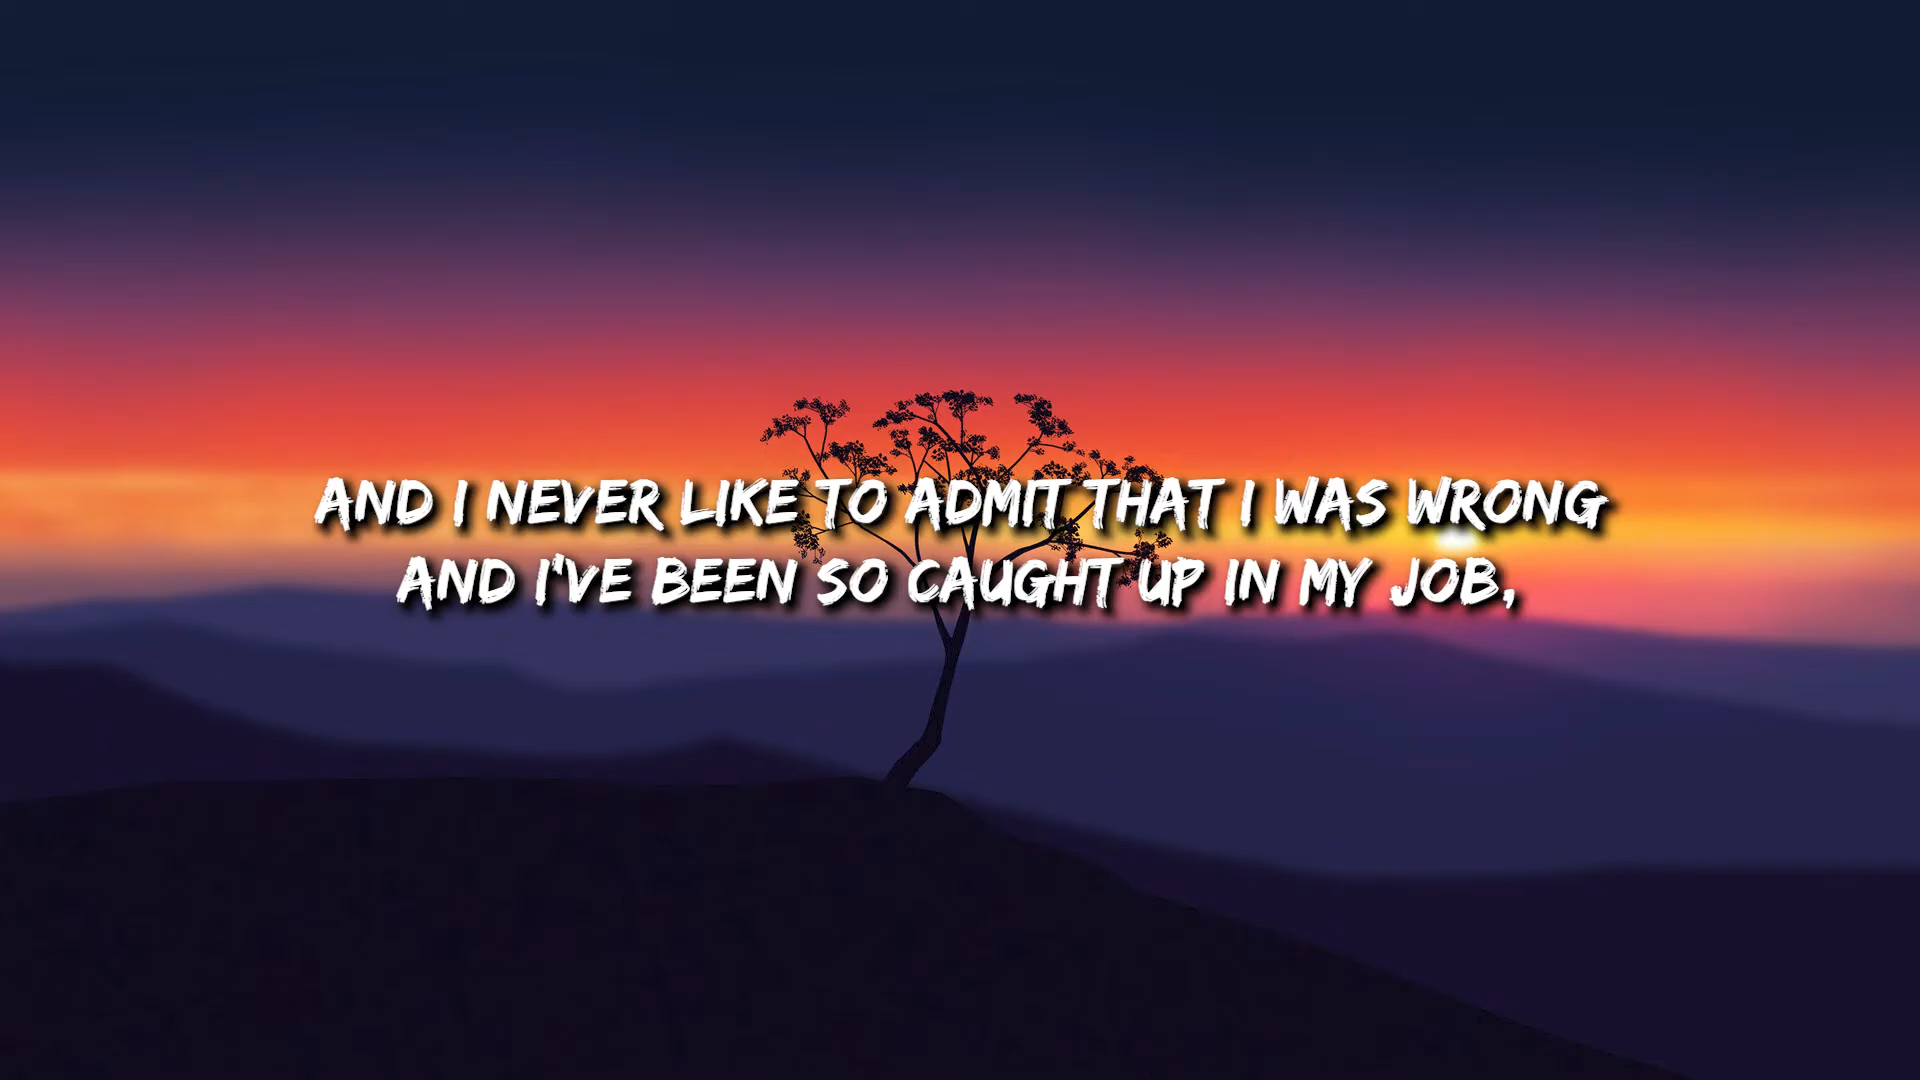 AND I NEVER LIKE TO ADMIT THAT I WAS WRONG
AND I'VE BEEN SO CAUGHT UP IN MY JOB,